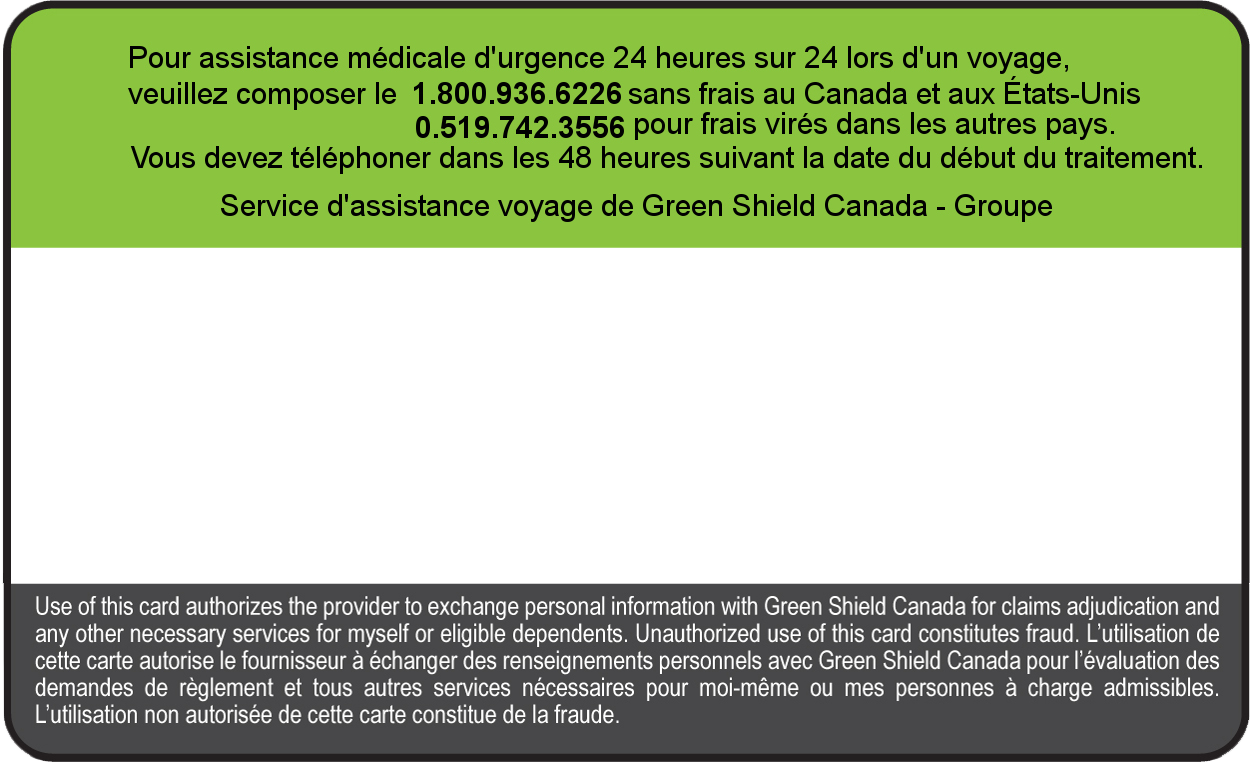 Pour assistance médicale d'urgence 24 heures sur 24 lors d'un voyage,
veuillez composer le 1.800.936.6226 sans frais au Canada et aux États-Unis
0.519.742.3556 pour frais virés dans les autres pays.
Vous devez téléphoner dans les 48 heures suivant la date du début du traitement.
Service d'assistance voyage de Green Shield Canada - Groupe
Use of this card authorizes the provider to exchange personal information with Green Shield Canada for claims adjudication and
any other necessary services for myself or eligible dependents. Unauthorized use of this card constitutes fraud. L’utilisation de
cette carte autorise le fournisseur à échanger des renseignements personnels avec Green Shield Canada pour l’évaluation des
demandes de règlement et tous autres services nécessaires pour moi-même ou mes personnes à charge admissibles.
L’utilisation non autorisée de cette carte constitue de la fraude.